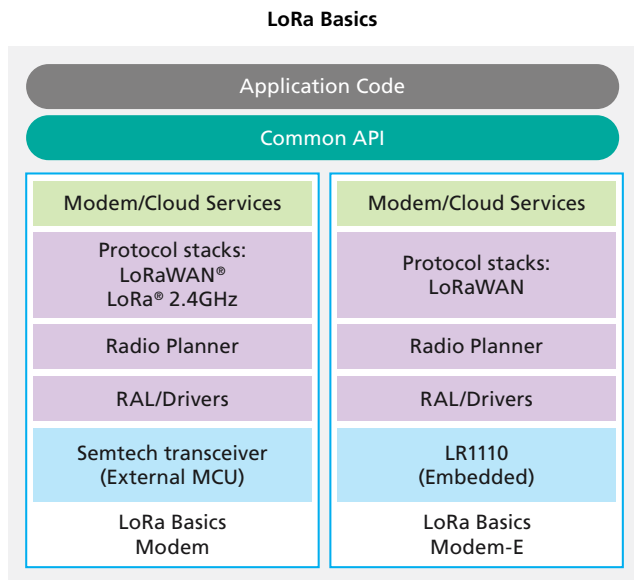 LoRa Basics
Application Code
Common API
Modem/Cloud Services
Protocol stacks:
LoRaWAN®
LoRa® 2.4GHz
Radio Planner
RAL/Drivers
Semtech transceiver
(External MCU)
LoRa Basics
Modem
Modem/Cloud Services
Protocol stacks:
LoRaWAN
Radio Planner
RAL/Drivers
LR1110
(Embedded)
LoRa Basics
Modem-E